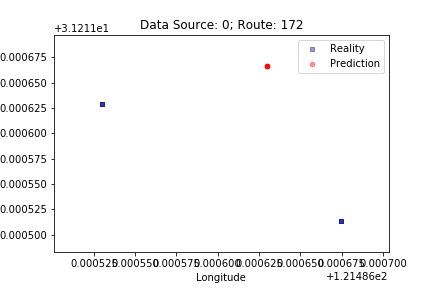 +3.1211e1
Data Source: 0; Route: 172
Reality
Prediction
0.000675
0.000650
0.000625
0.000600
0.000575
0.000550
0.000525
0.000500
0.000525 0.000550 0.000575 0.000600 0.000625 0.000650 0.000675 0.000700
Longitude
+1.21486e2